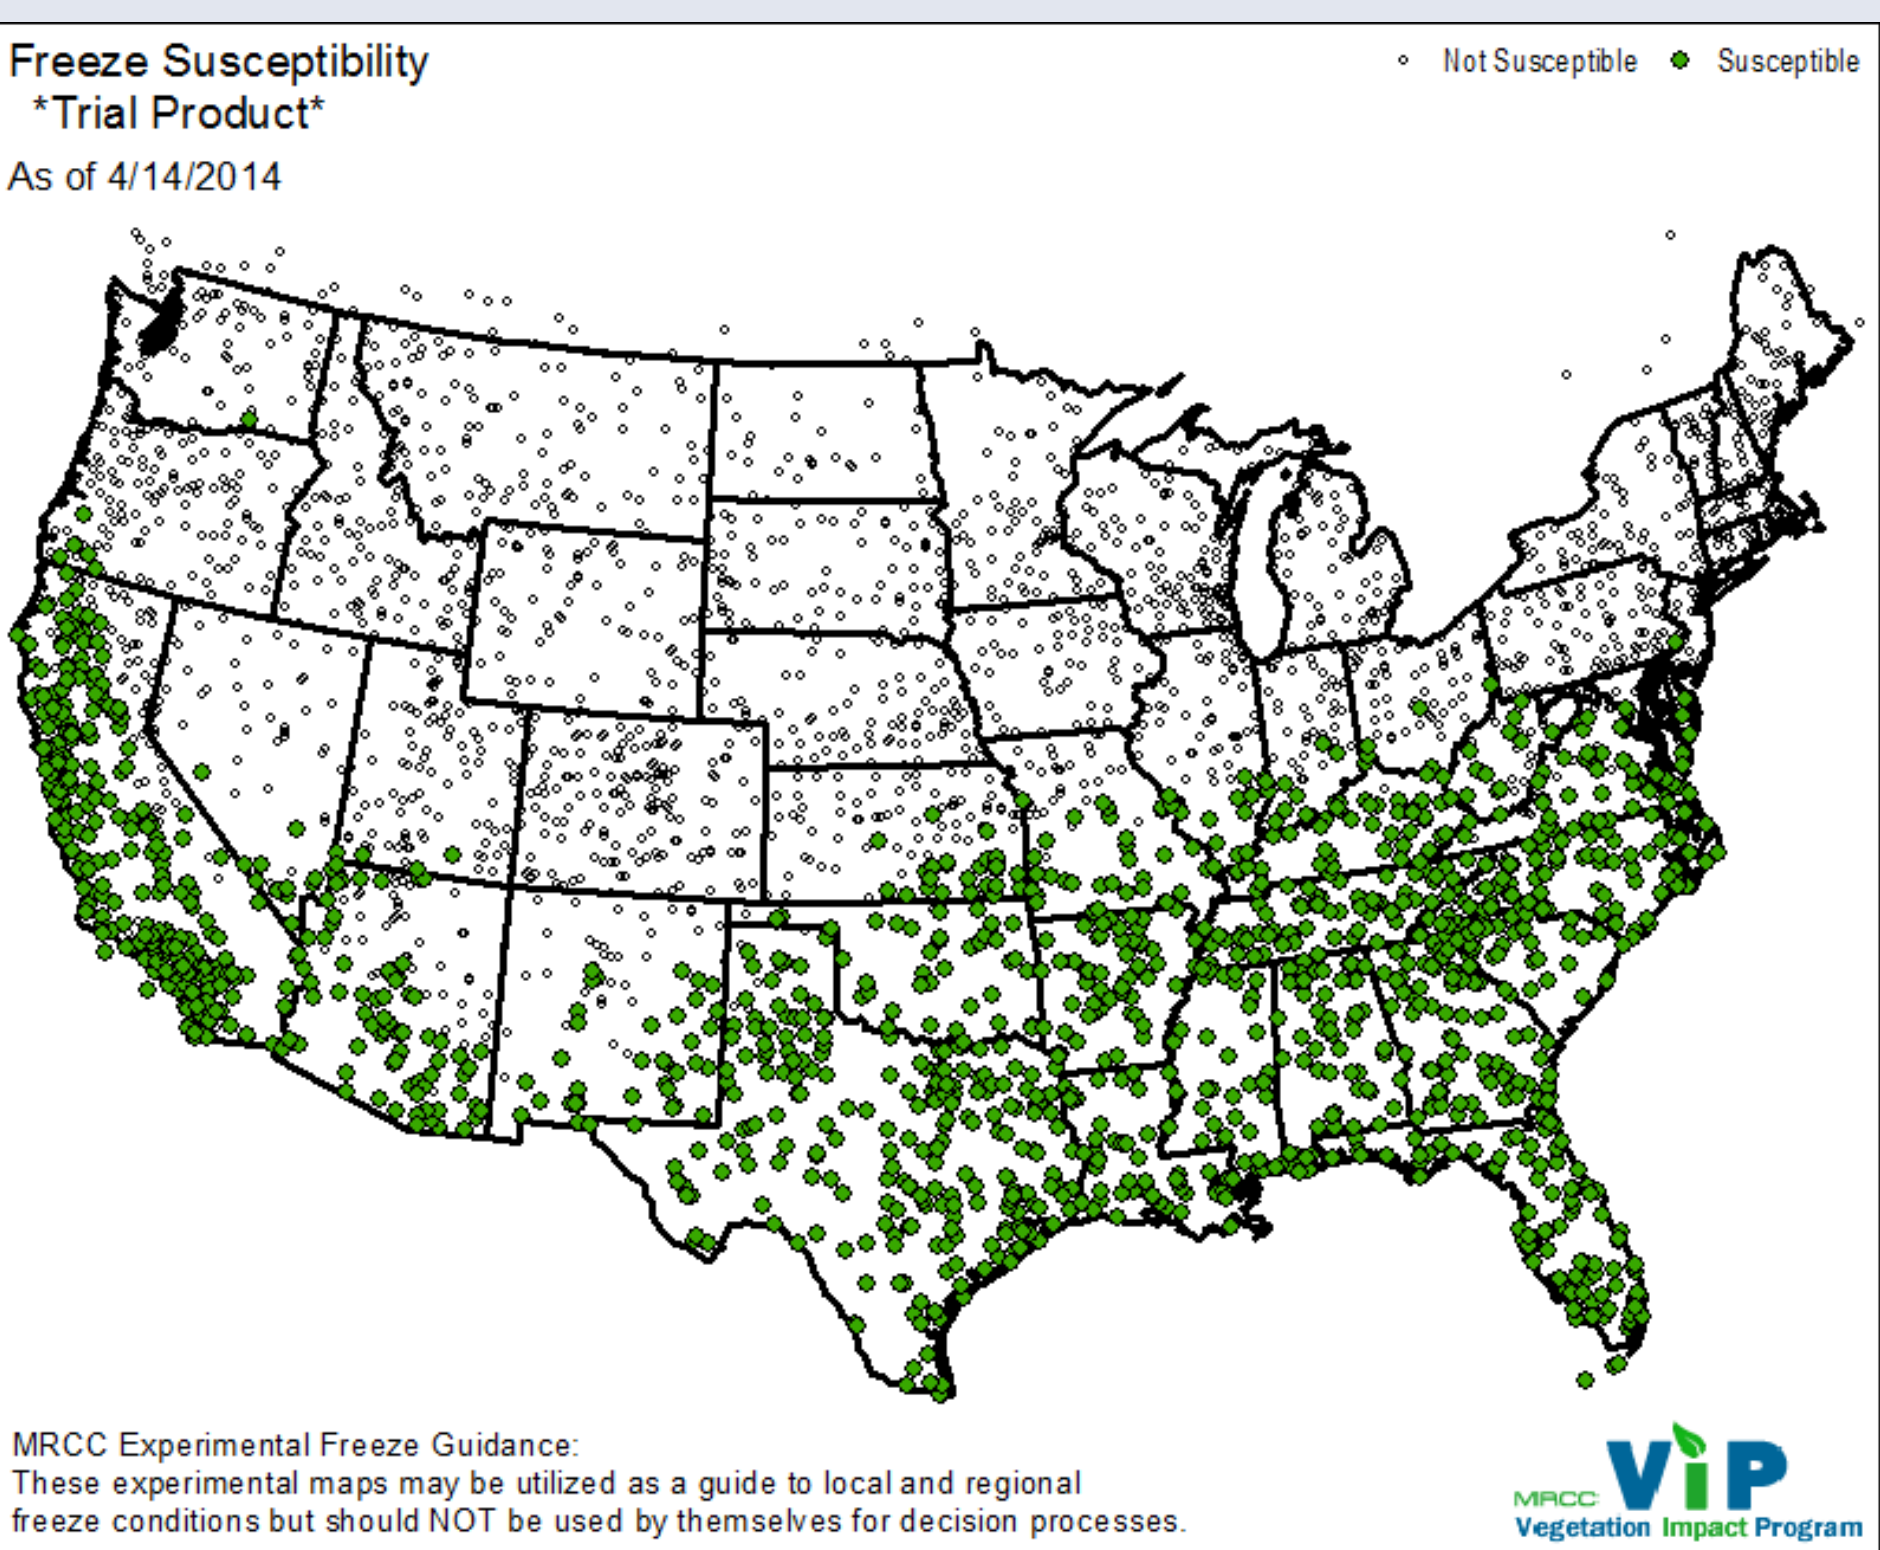 Freeze Susceptibility
*Trial Product*
As of 4/14/2014
Not Susceptible Susceptible
MRCC Experimental Freeze Guidance:
These experimental maps may be utilized as a guide to local and regional
freeze conditions but should NOT be used by themselves for decision processes.
MRCC ViP
Vegetation Impact Program